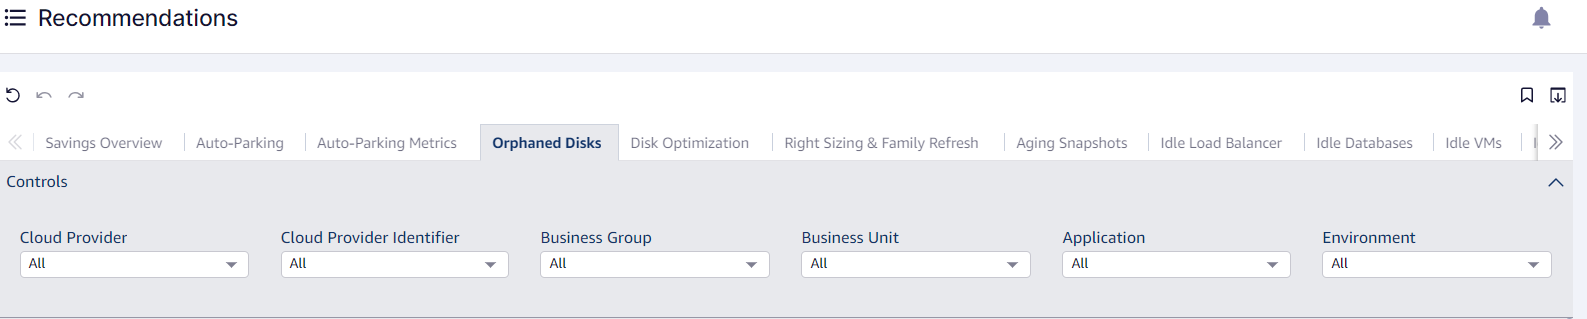 Recommendations
Savings Overview Auto-Parking Auto-Parking Metrics Orphaned Disks Disk Optimization Right Sizing & Family Refresh Aging Snapshots Idle Load Balancer Idle Databases Idle VMs
Controls
Cloud Provider Cloud Provider Identifier Business Group Business Unit Application Environment
All All All All All All